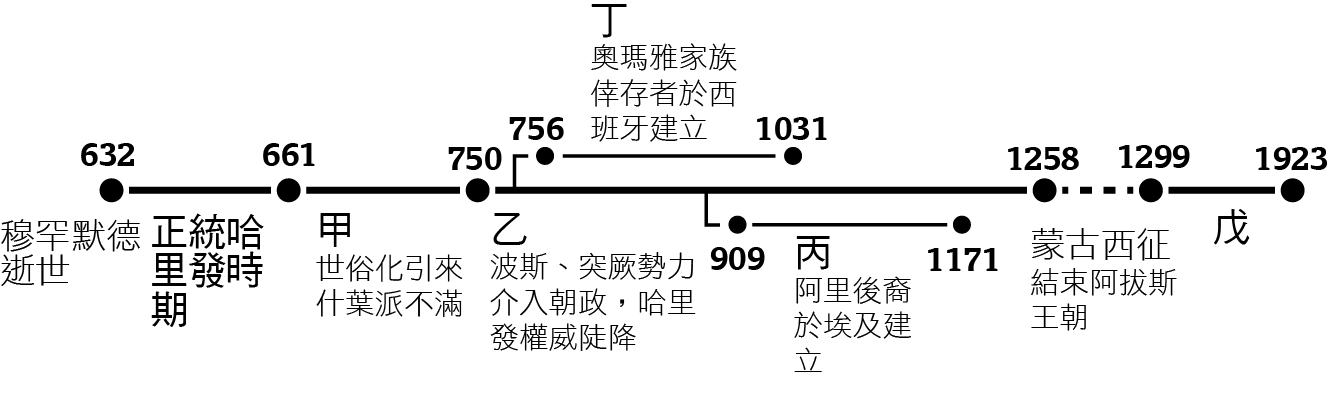 丁
奧瑪雅家族
倖存者於西
班牙建立
756
1031
632
661
750
1258
1299
1923
穆罕默德
逝世
正統哈
里發時
期
甲
世俗化引來
什葉派不滿
乙
波斯、突厥勢力
介入朝政，哈里
發權威陡降
909
1171
丙
阿里後裔
於埃及建
立
蒙古西征
結束阿拔斯
王朝
戊